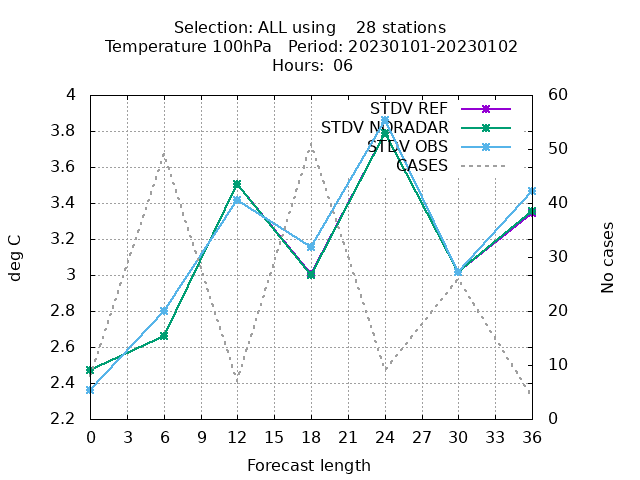 Selection: ALL using    28 stations
Temperature 100hPa   Period: 20230101-20230102
Hours: 06
4 60
STDV REF
3.8
STDV NORADAR
50
STDV OBS
3.6
CASES
3.4 40
3.2 30
deg C
No cases
3
2.8 20
2.6
2.4 10
2.2 0
0 3 6 9 12 15 18 21 24 27 30 33 36
Forecast length